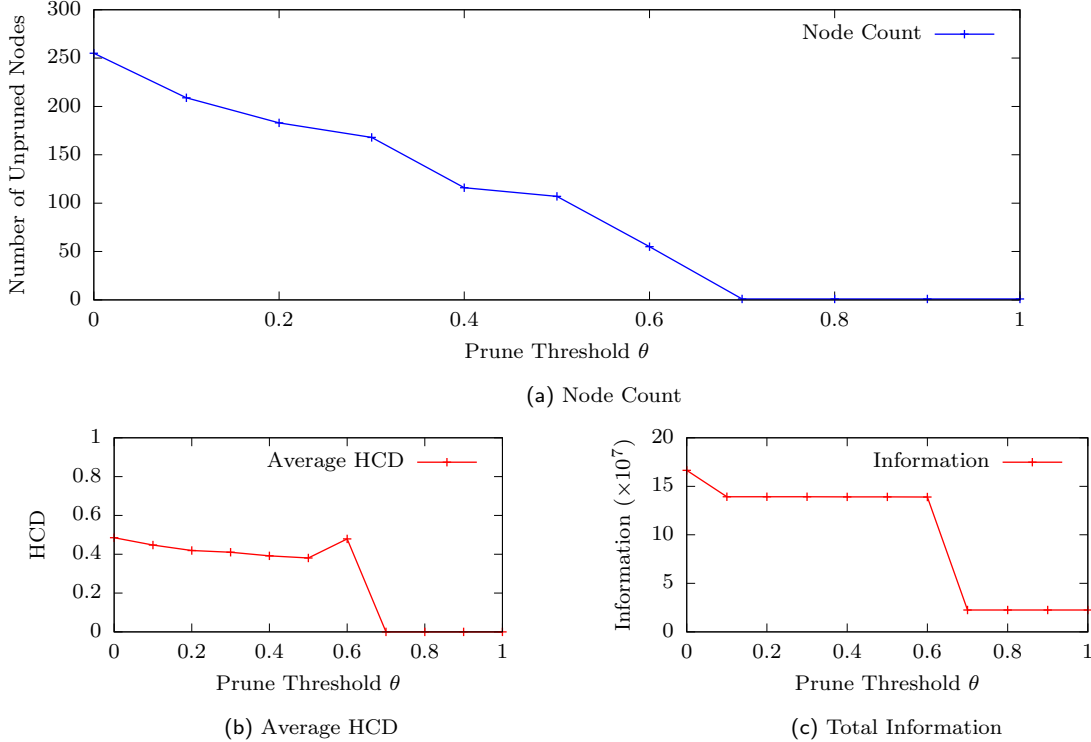 300
250
200
150
100
50
0
Number of Unpruned Nodes
Node Count
0 0.2 0.4 0.6 0.8 1
Prune Threshold θ
(a) Node Count
1
0.8
0.6
0.4
0.2
0
HCD
Average HCD
0 0.2 0.4 0.6 0.8 1
Prune Threshold θ
(b) Average HCD
20
15
10
5
0
Information (×10⁷)
Information
0 0.2 0.4 0.6 0.8 1
Prune Threshold θ
(c) Total Information